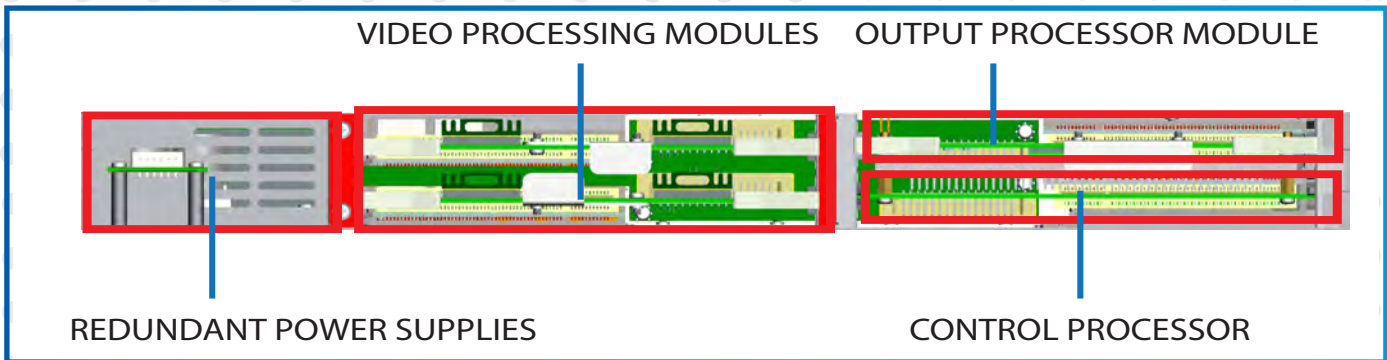 VIDEO PROCESSING MODULES
OUTPUT PROCESSOR MODULE
REDUNDANT POWER SUPPLIES
CONTROL PROCESSOR